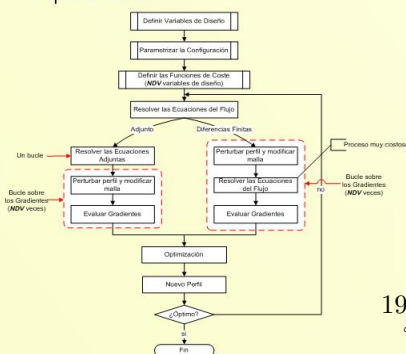 Definir Variables de Diseño
Parametrizar la Configuración
Definir las Funciones de Coste
(NDV variables de diseño)
Resolver las Ecuaciones del Flujo
Adjunto
Diferencias Finitas
Un bucle
Resolver las Ecuaciones
Adjuntas
Perturbar perfil y modificar
malla
Proceso muy costoso
Bucle sobre
los Gradientes
(NDV veces)
Perturbar perfil y modificar
malla
Evaluar Gradientes
Resolver las Ecuaciones
del Flujo
Evaluar Gradientes
no
Bucle sobre
los Gradientes
(NDV veces)
Optimización
Nuevo Perfil
¿Óptimo?
si
Fin
19